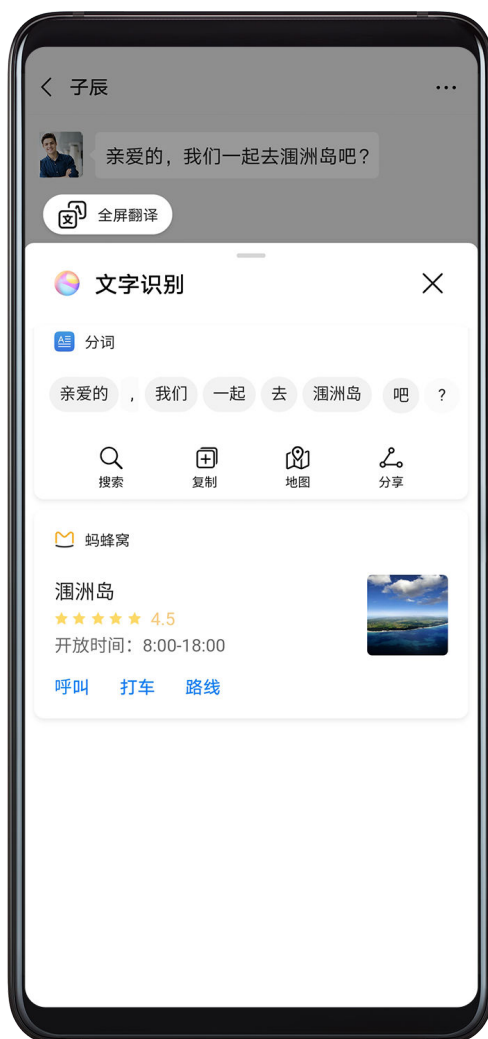 子辰
亲爱的，我们一起去涠洲岛吧？
全屏翻译
文字识别
分词
亲爱的 ， 我们 一起 去 涠洲岛 吧 ？
搜索 复制 地图 分享
蚂蜂窝
涠洲岛
4.5
开放时间：8:00-18:00
呼叫 打车 路线